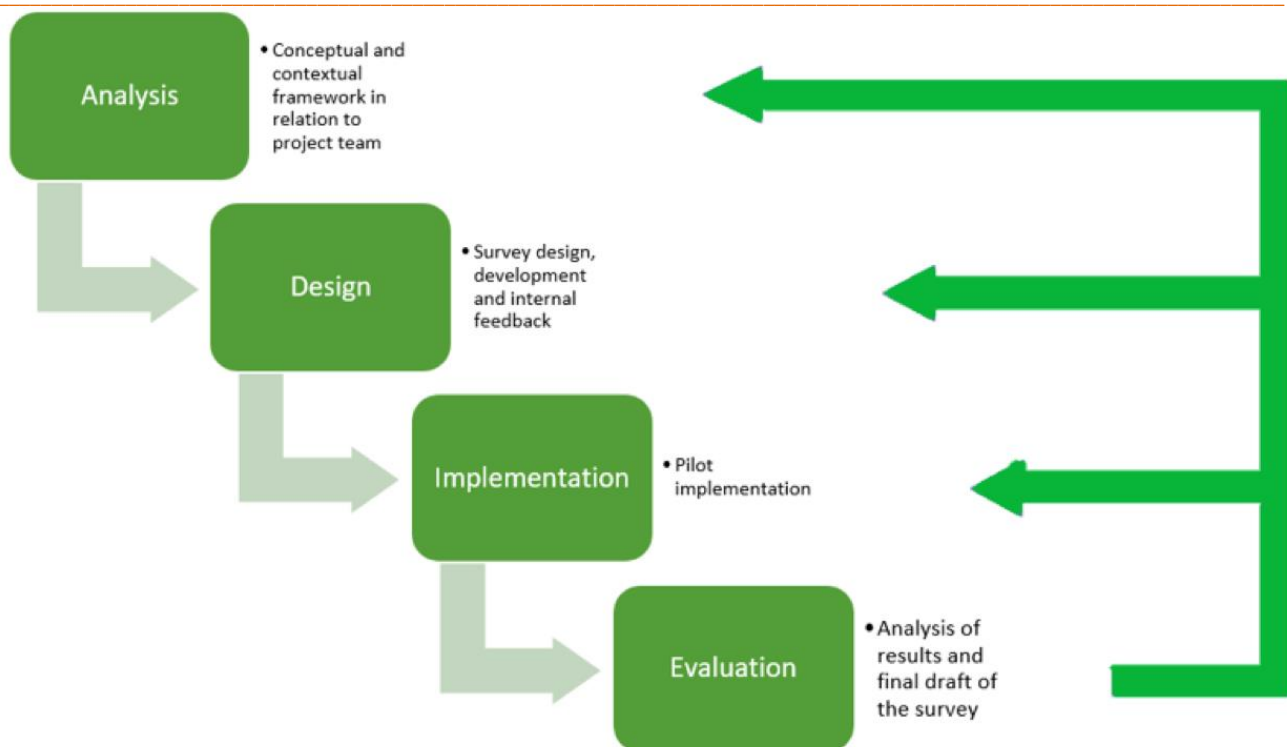 Analysis
• Conceptual and
contextual
framework in
relation to
project team
Design
• Survey design,
development
and internal
feedback
Implementation
• Pilot
implementation
Evaluation
• Analysis of
results and
final draft of
the survey